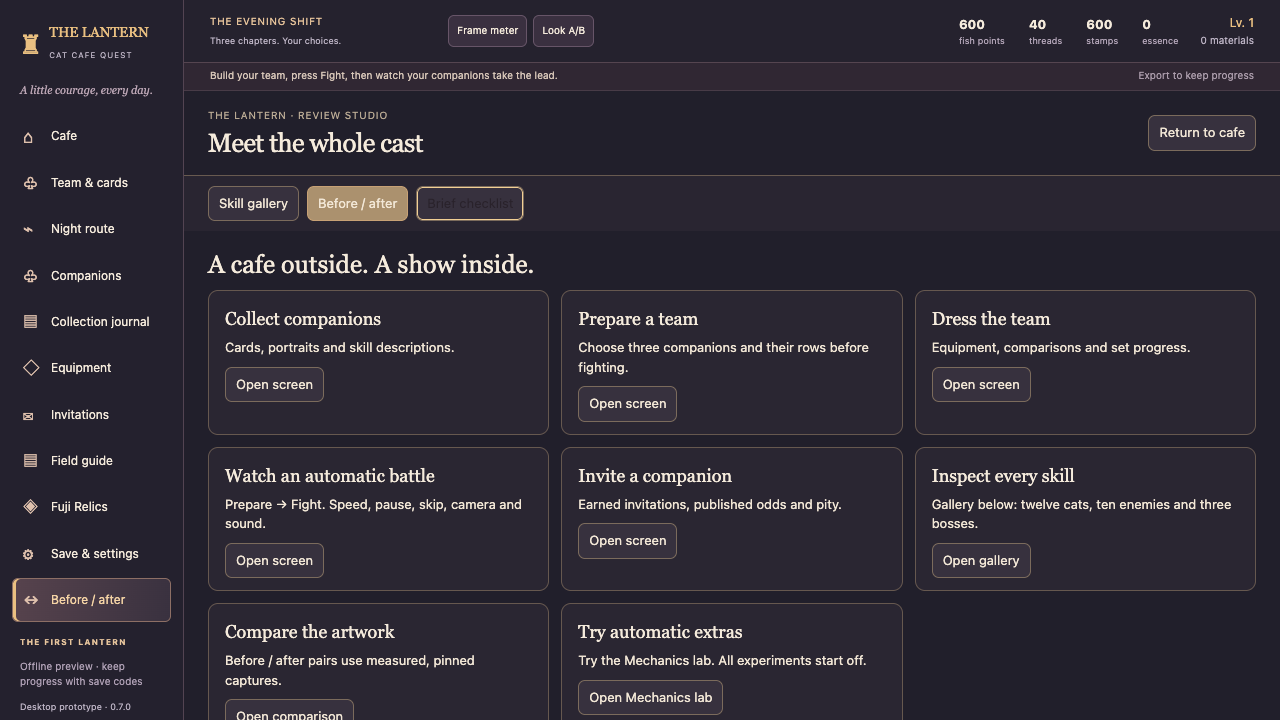 THE LANTERN
CAT CAFE QUEST
A little courage, every day.
Cafe
Team & cards
Night route
Companions
Collection journal
Equipment
Invitations
Field guide
Fuji Relics
Save & settings
Before / after
THE FIRST LANTERN
Offline preview · keep
progress with save codes
Desktop prototype · 0.7.0
THE EVENING SHIFT
Three chapters. Your choices.
Frame meter
Look A/B
600
fish points
40
threads
600
stamps
0
essence
Lv. 1
0 materials
Build your team, press Fight, then watch your companions take the lead.
Export to keep progress
THE LANTERN · REVIEW STUDIO
Meet the whole cast
Return to cafe
Skill gallery
Before / after
Brief checklist
A cafe outside. A show inside.
Collect companions
Cards, portraits and skill descriptions.
Open screen
Prepare a team
Choose three companions and their rows before
fighting.
Open screen
Dress the team
Equipment, comparisons and set progress.
Open screen
Watch an automatic battle
Prepare → Fight. Speed, pause, skip, camera and
sound.
Open screen
Invite a companion
Earned invitations, published odds and pity.
Open screen
Inspect every skill
Gallery below: twelve cats, ten enemies and three
bosses.
Open gallery
Compare the artwork
Before / after pairs use measured, pinned
captures.
Open comparison
Try automatic extras
Try the Mechanics lab. All experiments start off.
Open Mechanics lab